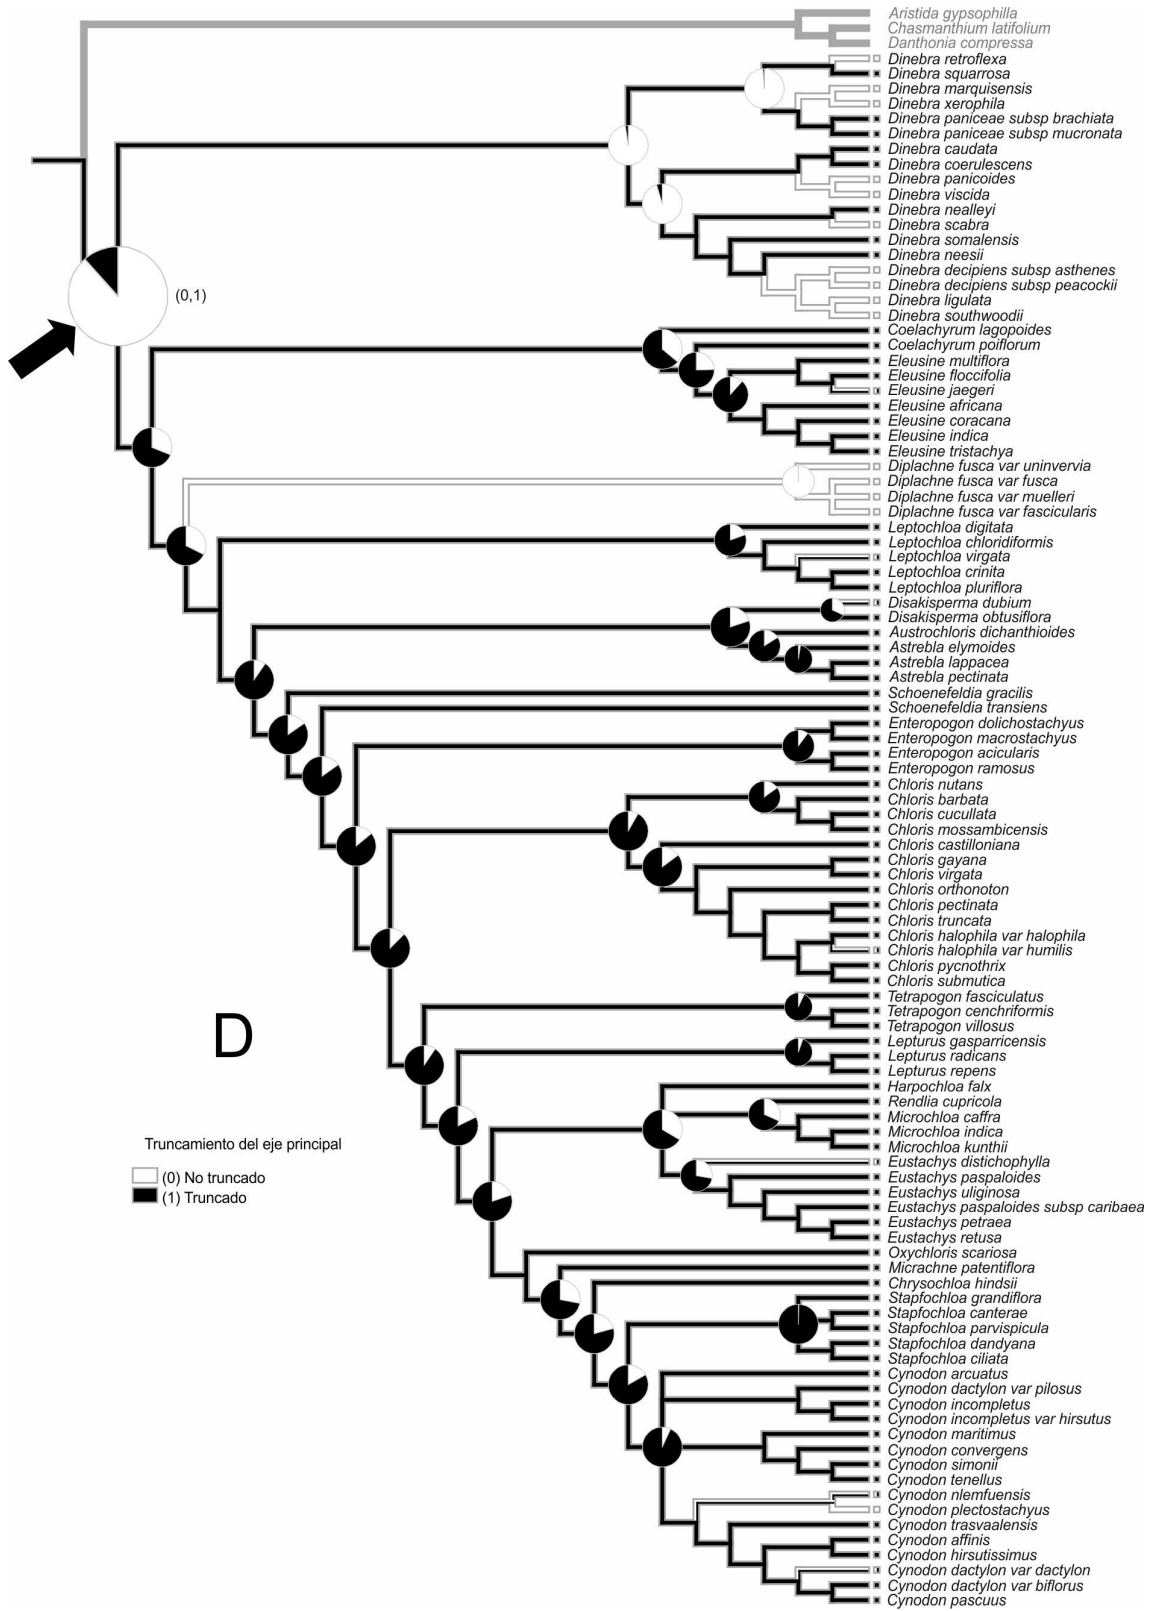 Aristida gypsophilla
Chasmanthium latifolium
Danthonia compressa
Dinebra retroflexa
Dinebra squarrosa
Dinebra marquisensis
Dinebra xerophila
Dinebra paniceae subsp brachiata
Dinebra paniceae subsp mucronata
Dinebra caudata
Dinebra coerulescens
Dinebra panicoides
Dinebra viscida
Dinebra nealleyi
Dinebra scabra
Dinebra somalensis
Dinebra neesii
Dinebra decipiens subsp asthenes
Dinebra decipiens subsp peacockii
(0,1)
Dinebra ligulata
Dinebra southwoodii
Coelachyrum lagopoides
Coelachyrum poiflorum
Eleusine multiflora
Eleusine floccifolia
Eleusine jaegeri
Eleusine africana
Eleusine coracana
Eleusine indica
Eleusine tristachya
Diplachne fusca var uninvervia
Diplachne fusca var fusca
Diplachne fusca var muelleri
Diplachne fusca var fascicularis
Leptochloa digitata
Leptochloa chloridiformis
Leptochloa virgata
Leptochloa crinita
Leptochloa pluriflora
Disakisperma dubium
Disakisperma obtusiflora
Austrochloris dichanthioides
Astrebla elymoides
Astrebla lappacea
Astrebla pectinata
Schoenefeldia gracilis
Schoenefeldia transiens
Enteropogon dolichostachyus
Enteropogon macrostachyus
Enteropogon acicularis
Enteropogon ramosus
Chloris nutans
Chloris barbata
Chloris cucullata
Chloris mossambicensis
Chloris castilloniana
Chloris gayana
Chloris virgata
Chloris orthonoton
Chloris pectinata
Chloris truncata
Chloris halophila var halophila
Chloris halophila var humilis
Chloris pycnothrix
Chloris submutica
Tetrapogon fasciculatus
Tetrapogon cenchriformis
Tetrapogon villosus
D
Lepturus gasparricensis
Lepturus radicans
Lepturus repens
Harpochloa falx
Rendlia cupricola
Microchloa caffra
Microchloa indica
Microchloa kunthii
Truncamiento del eje principal
(0) No truncado
(1) Truncado
Eustachys distichophylla
Eustachys paspaloides
Eustachys uliginosa
Eustachys paspaloides subsp caribaea
Eustachys petraea
Eustachys retusa
Oxychloris scariosa
Micrachne patentiflora
Chrysochloa hindsii
Stapfochloa grandiflora
Stapfochloa canterae
Stapfochloa parvispicula
Stapfochloa dandyana
Stapfochloa ciliata
Cynodon arcuatus
Cynodon dactylon var pilosus
Cynodon incompletus
Cynodon incompletus var hirsutus
Cynodon maritimus
Cynodon convergens
Cynodon simonii
Cynodon tenellus
Cynodon nlemfuensis
Cynodon plectostachyus
Cynodon trasvaalensis
Cynodon affinis
Cynodon hirsutissimus
Cynodon dactylon var dactylon
Cynodon dactylon var biflorus
Cynodon pascuus